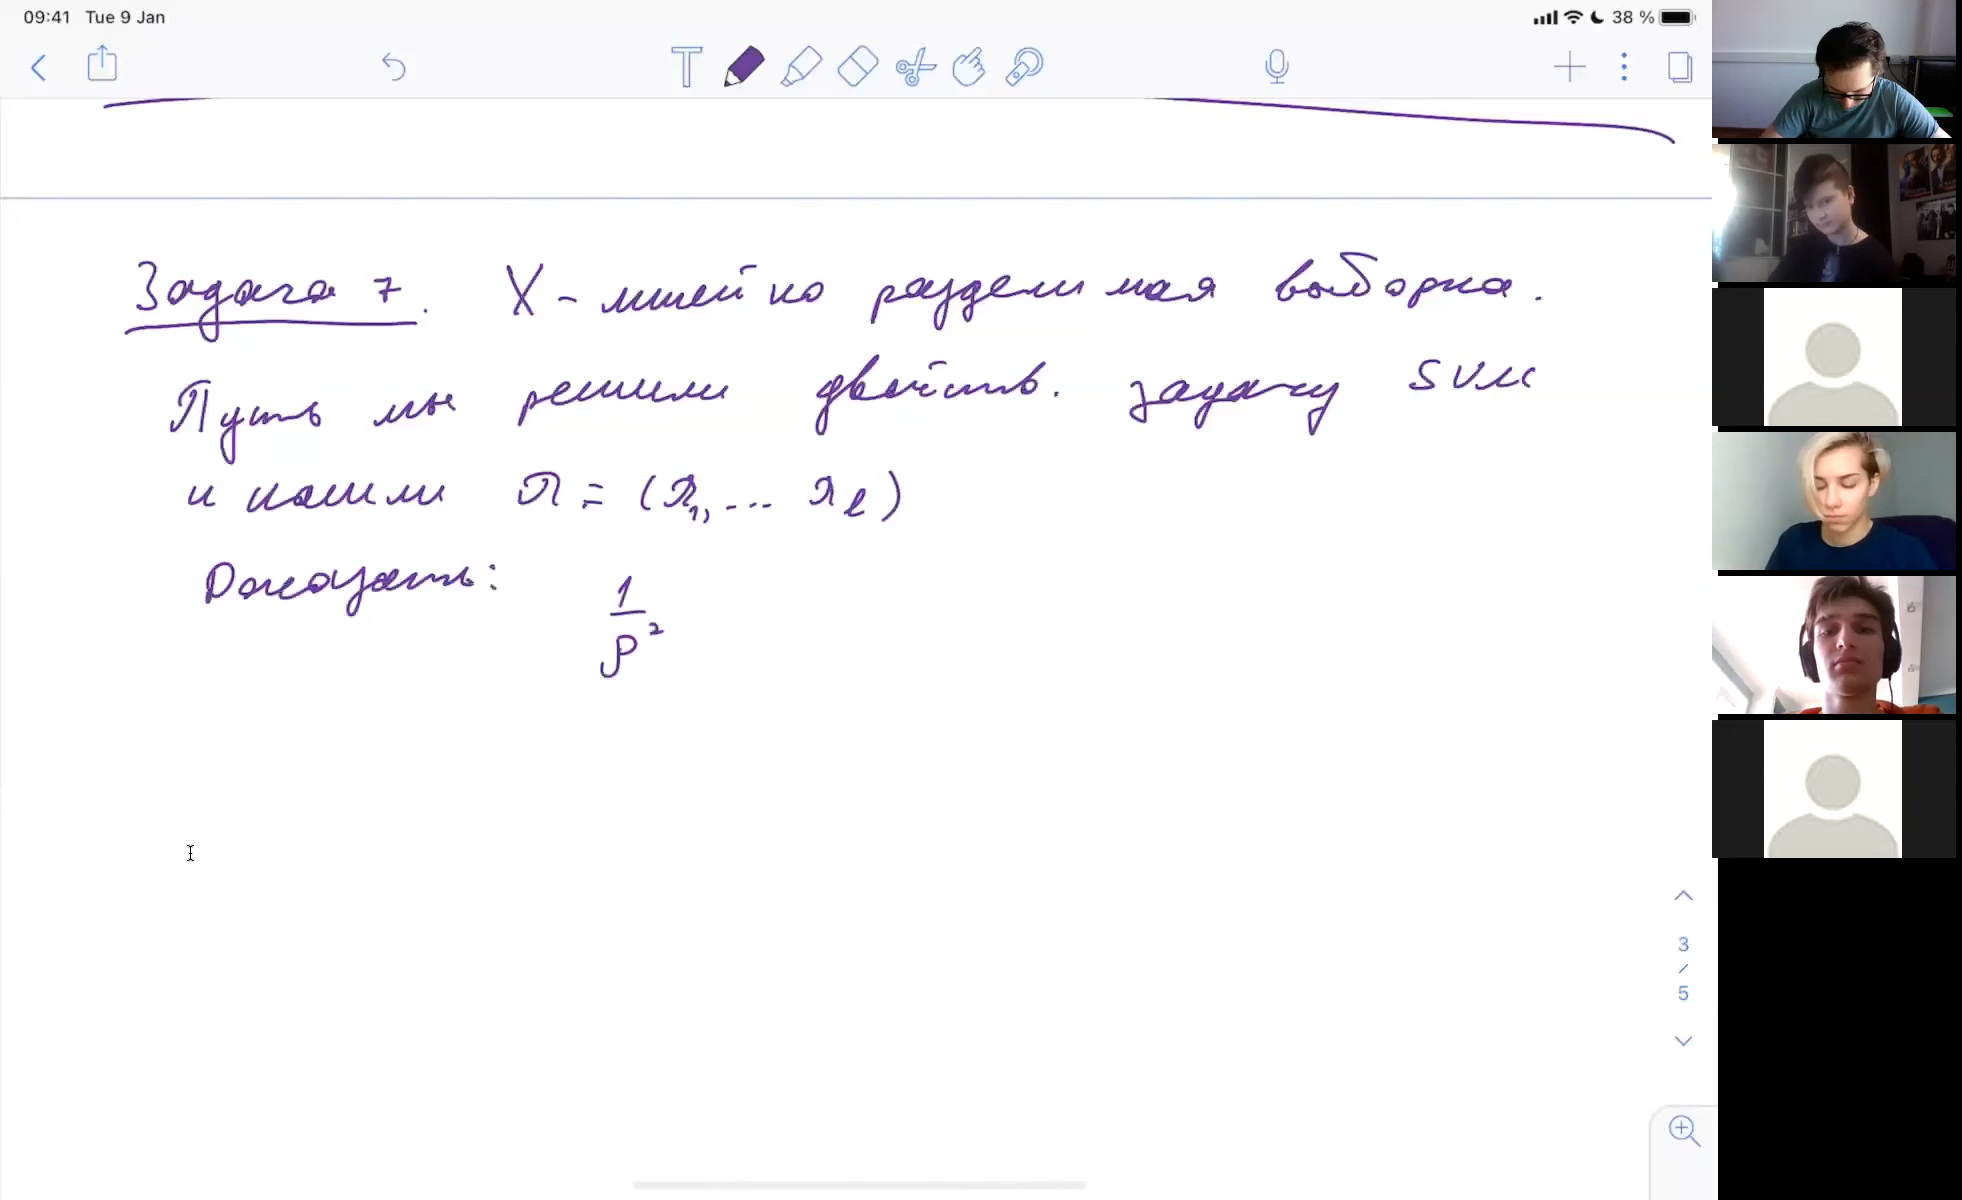 09:41 Tue 9 Jan 38 %
Задача 7. X - линейно разделимая выборка.
Пусть мы решили двойств. задачу SVM
и нашли λ = (λ₁, ... λℓ)
Доказать: 1/ρ²
3
/
5